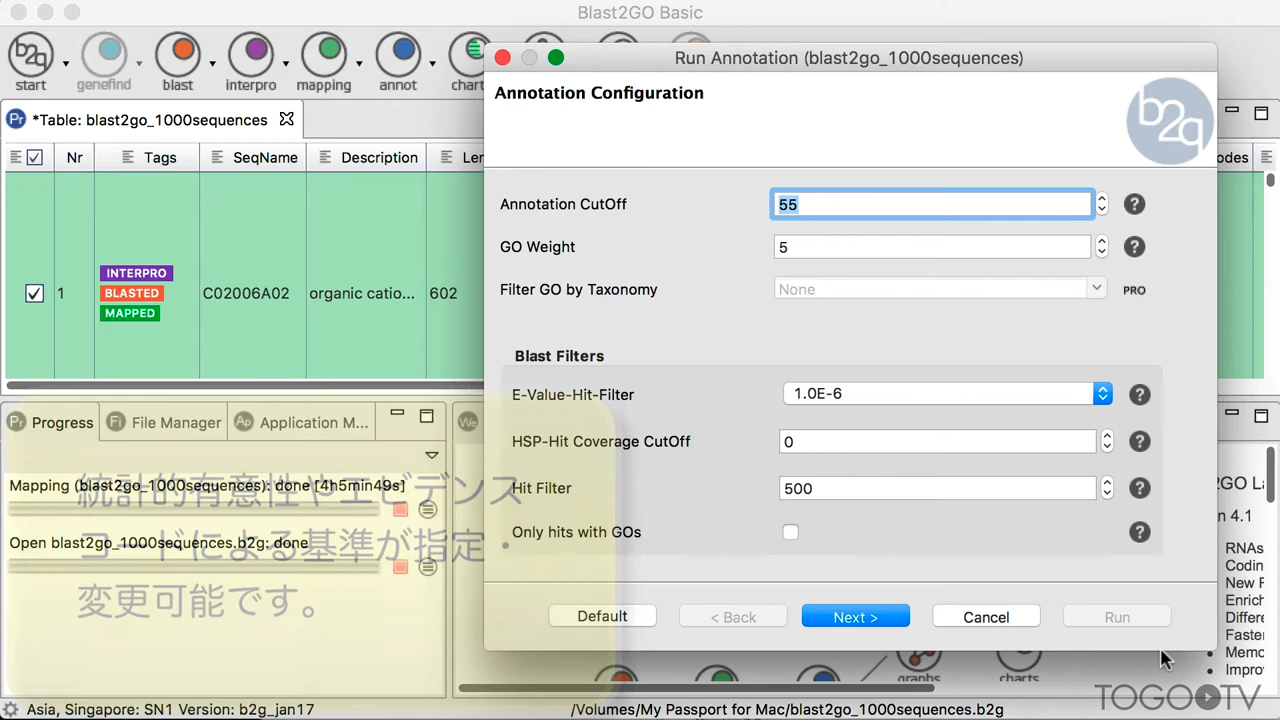 Blast2GO Basic
start
genefind
blast
interpro
mapping
annot
chart
*Table: blast2go_1000sequences
Nr
Tags
SeqName
Description
Ler
odes
1
INTERPRO
BLASTED
MAPPED
C02006A02
organic catio...
602
Run Annotation (blast2go_1000sequences)
Annotation Configuration
b2g
Annotation CutOff
55
GO Weight
5
Filter GO by Taxonomy
None
PRO
Blast Filters
E-Value-Hit-Filter
1.0E-6
HSP-Hit Coverage CutOff
0
Hit Filter
500
Only hits with GOs
Default
< Back
Next >
Cancel
Run
Pr Progress
Fi File Manager
Ap Application M...
We
Mapping (blast2go_1000sequences): done [4h5min49s]
Open blast2go_1000sequences.b2g: done
統計的有意性やエビデンス
コードによる基準が指定・
変更可能です。
2GO La
n 4.1
RNAs
Codin
New F
Enrich
Differe
Faster
Memo
Impro
graphs
charts
Asia, Singapore: SN1 Version: b2g_jan17
/Volumes/My Passport for Mac/blast2go_1000sequences.b2g
TOGOTV